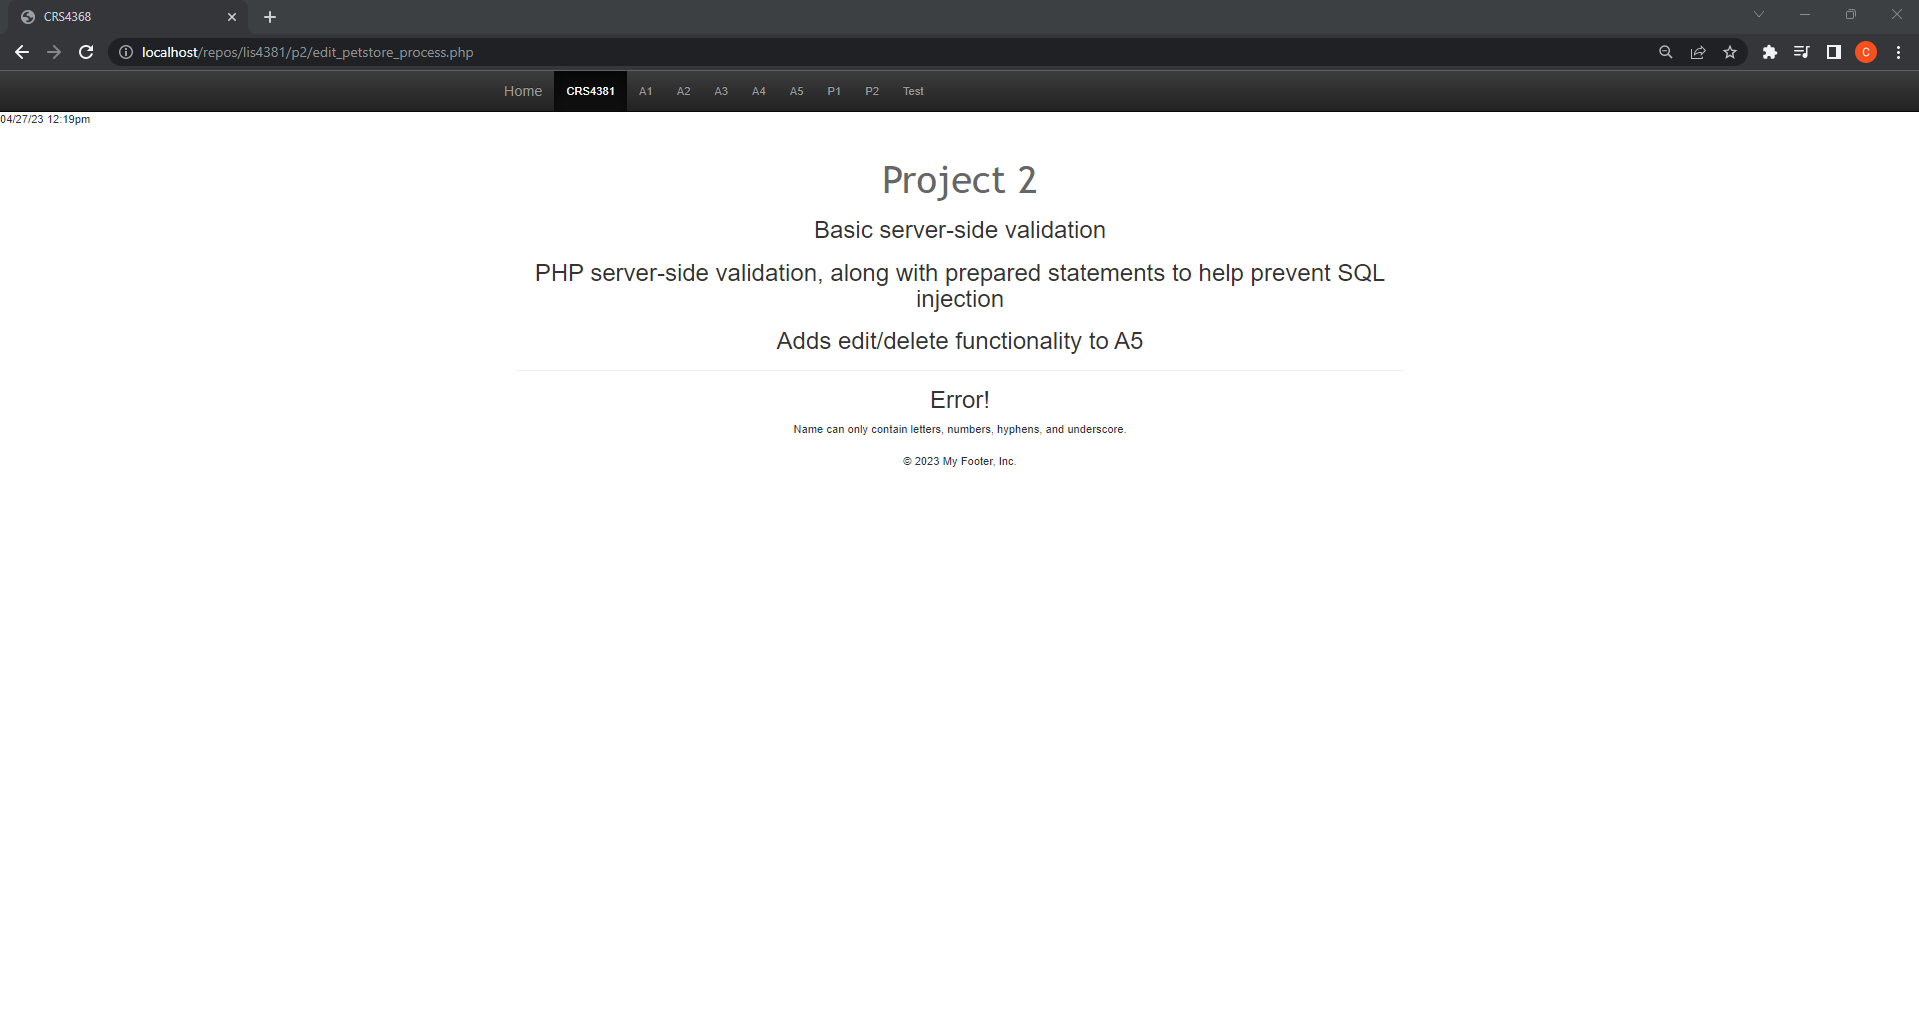 CRS4368
localhost/repos/lis4381/p2/edit_petstore_process.php
C
Home CRS4381 A1 A2 A3 A4 A5 P1 P2 Test
04/27/23 12:19pm
Project 2
Basic server-side validation
PHP server-side validation, along with prepared statements to help prevent SQL
injection
Adds edit/delete functionality to A5
Error!
Name can only contain letters, numbers, hyphens, and underscore.
© 2023 My Footer, Inc.